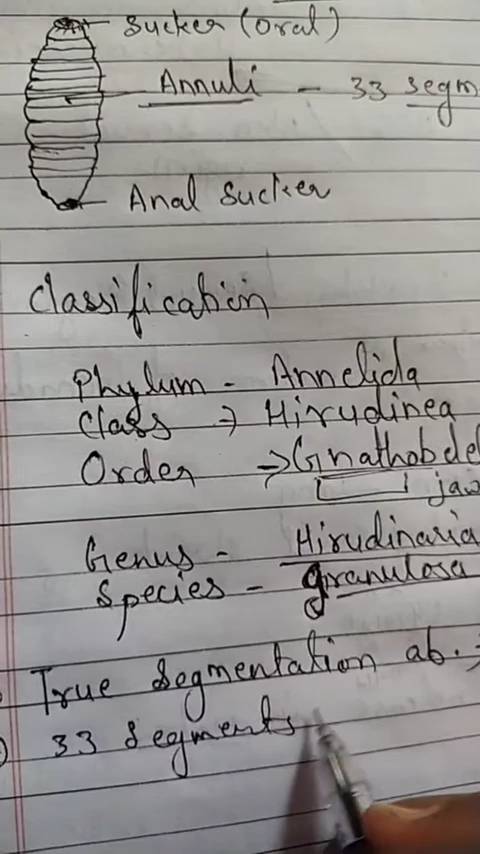 Sucker (Oral)
Annuli - 33 segm
Anal Sucker
Classification
Phylum - Annelida
Class → Hirudinea
Order → Gnathobdel
jaw
Genus - Hirudinaria
Species - granulosa
True Segmentation ab.
33 Segments